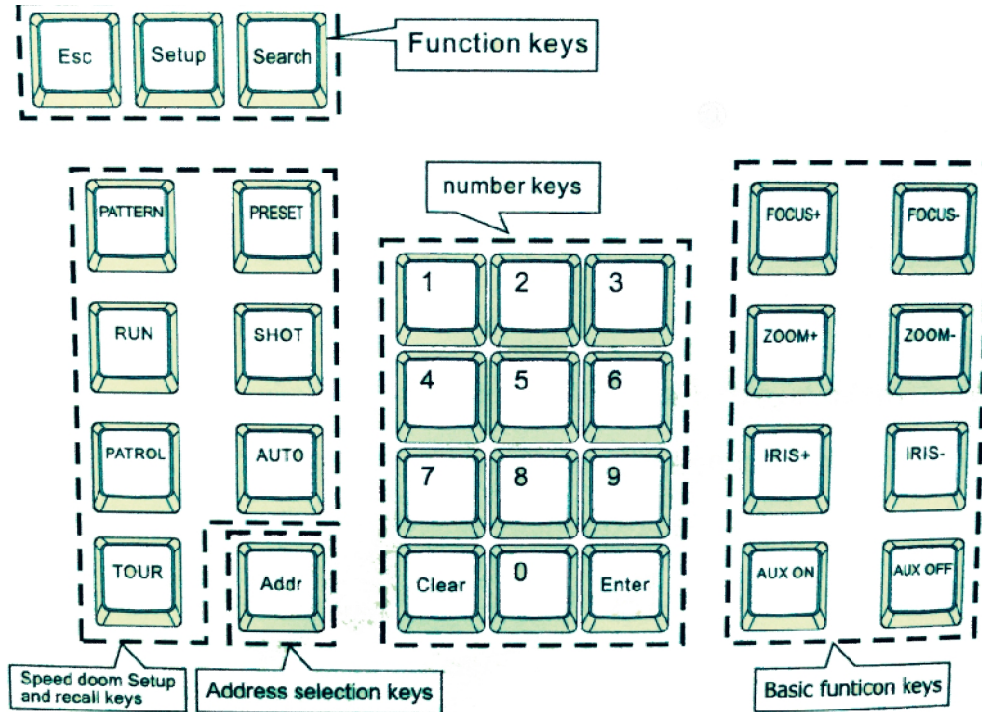 Esc Setup Search Function keys
number keys
PATTERN PRESET FOCUS+ FOCUS-
1 2 3
RUN SHOT ZOOM+ ZOOM-
4 5 6
PATROL AUTO IRIS+ IRIS-
7 8 9
TOUR Addr Clear 0 Enter AUX ON AUX OFF
Speed doom Setup
and recall keys
Address selection keys
Basic funticon keys